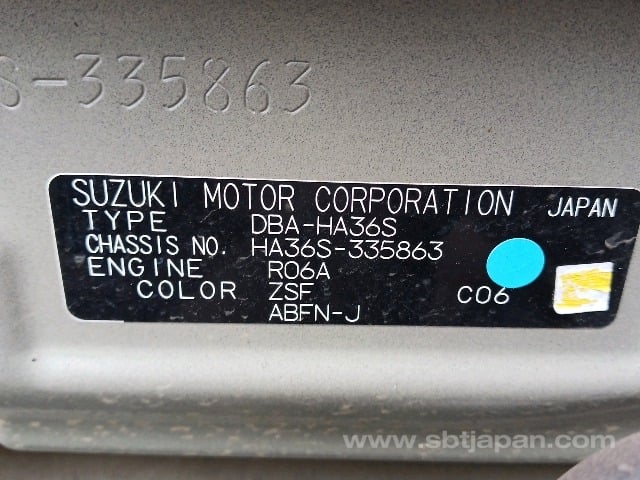 S-335863
SUZUKI MOTOR CORPORATION JAPAN
TYPE DBA-HA36S
CHASSIS NO. HA36S-335863
ENGINE R06A
COLOR ZSF C06
ABFN-J
www.sbtjapan.com